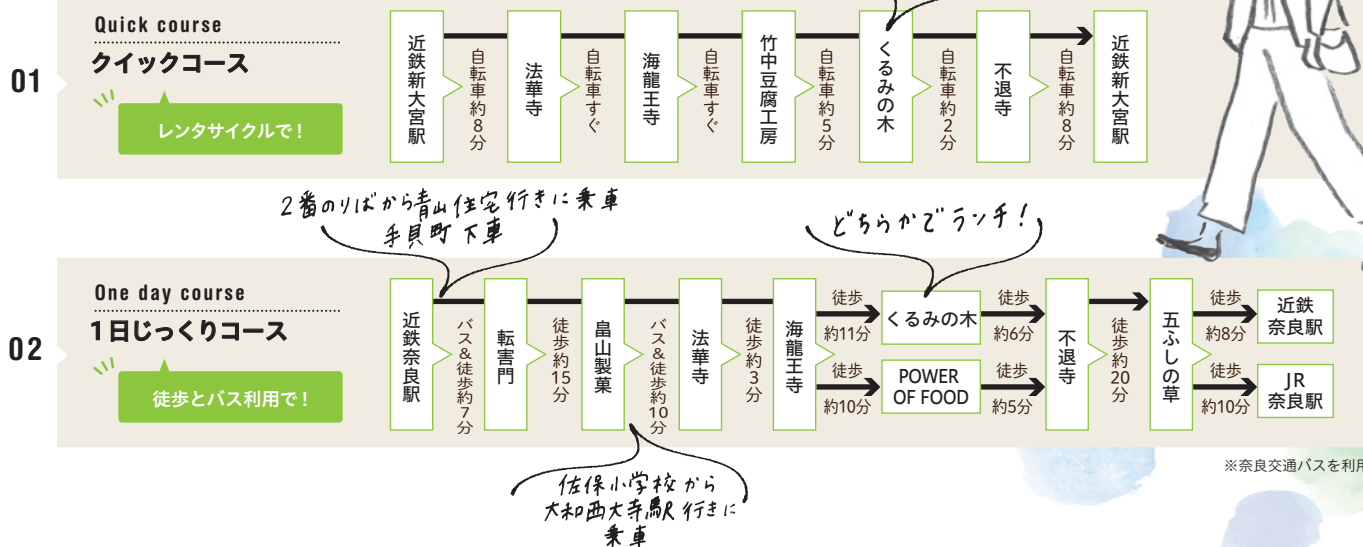 01
Quick course
クイックコース
レンタサイクルで!
近鉄新大宮駅
自転車約8分
法華寺
自転車すぐ
海龍王寺
自転車すぐ
竹中豆腐工房
自転車約5分
くるみの木
自転車約2分
不退寺
自転車約8分
近鉄新大宮駅
2番のりばから青山住宅行きに乗車
手貝町下車
どちらかでランチ!
02
One day course
1日じっくりコース
徒歩とバス利用で!
近鉄奈良駅
バス&徒歩約7分
転害門
徒歩約15分
畠山製菓
バス&徒歩約10分
法華寺
徒歩約3分
海龍王寺
徒歩
約11分
くるみの木
徒歩
約6分
徒歩
約10分
POWER
OF FOOD
徒歩
約5分
不退寺
徒歩約20分
五ふしの草
徒歩
約8分
近鉄
奈良駅
徒歩
約10分
JR
奈良駅
佐保小学校から
大和西大寺駅行きに
乗車
※奈良交通バスを利用